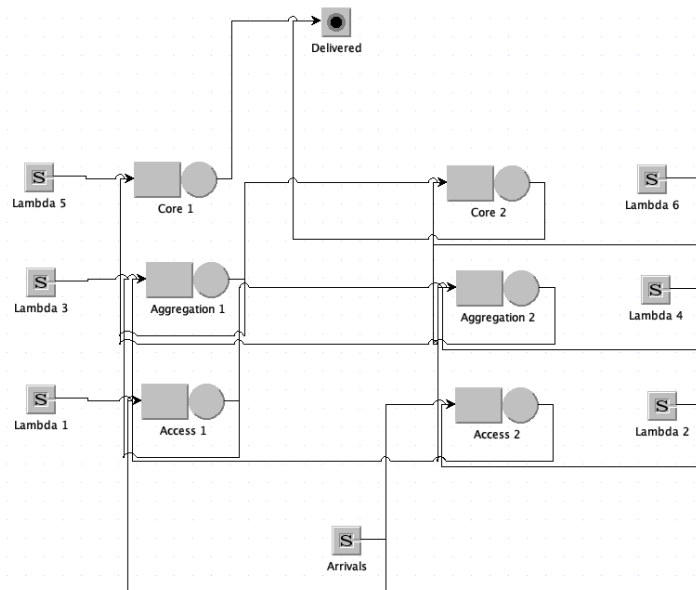 Delivered
S
Lambda 5
Core 1
Core 2
S
Lambda 6
S
Lambda 3
Aggregation 1
Aggregation 2
S
Lambda 4
S
Lambda 1
Access 1
Access 2
S
Lambda 2
S
Arrivals